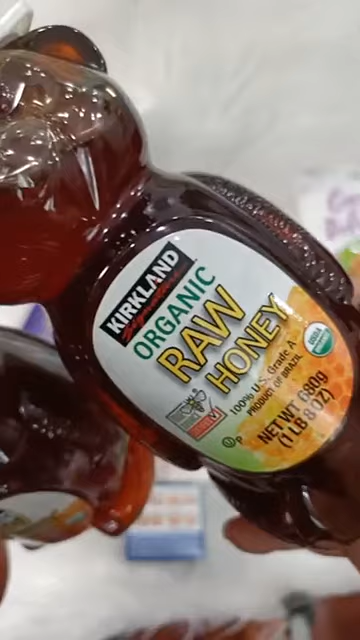 KIRKLAND
Signature
ORGANIC
RAW
HONEY
100% U.S. Grade A
PRODUCT OF BRAZIL
USDA
ORGANIC
NET WT 680g
(1 LB 8 OZ)
U P